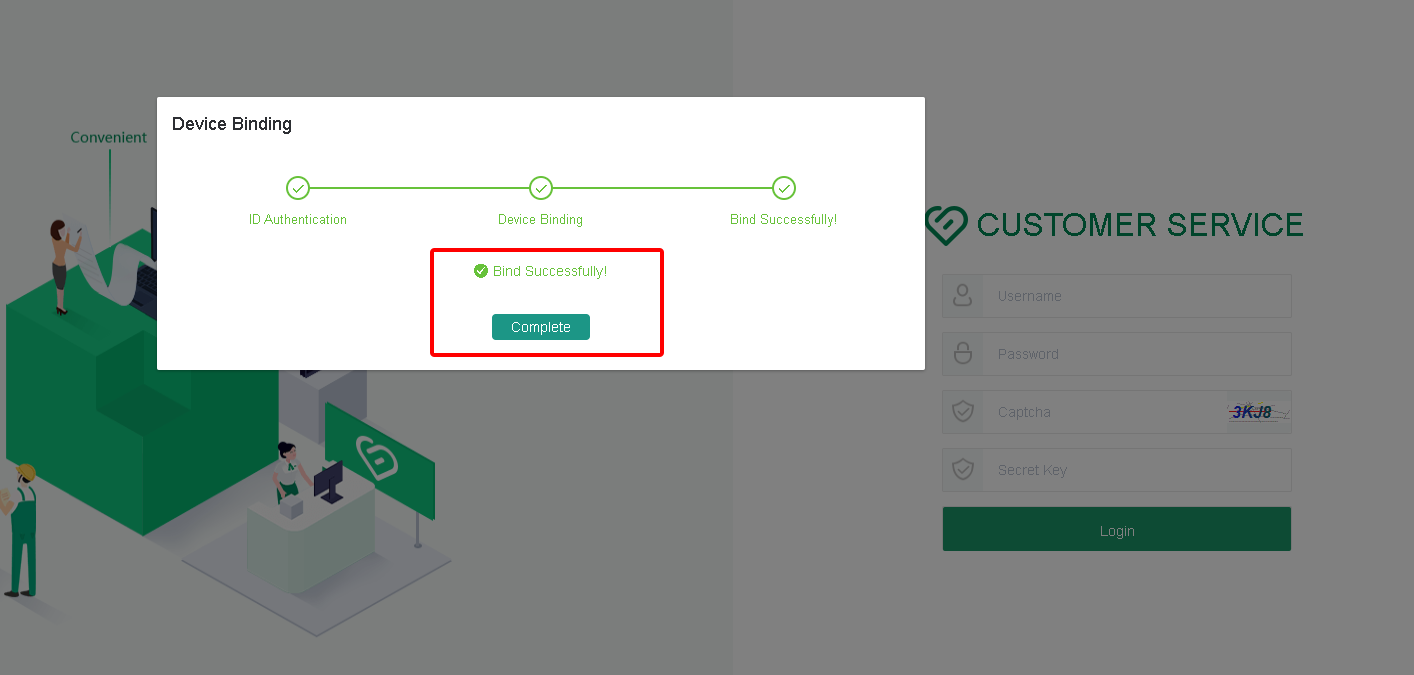 Convenient
Device Binding
ID Authentication
Device Binding
Bind Successfully!
Bind Successfully!
Complete
CUSTOMER SERVICE
Username
Password
Captcha
3KJ8
Secret Key
Login